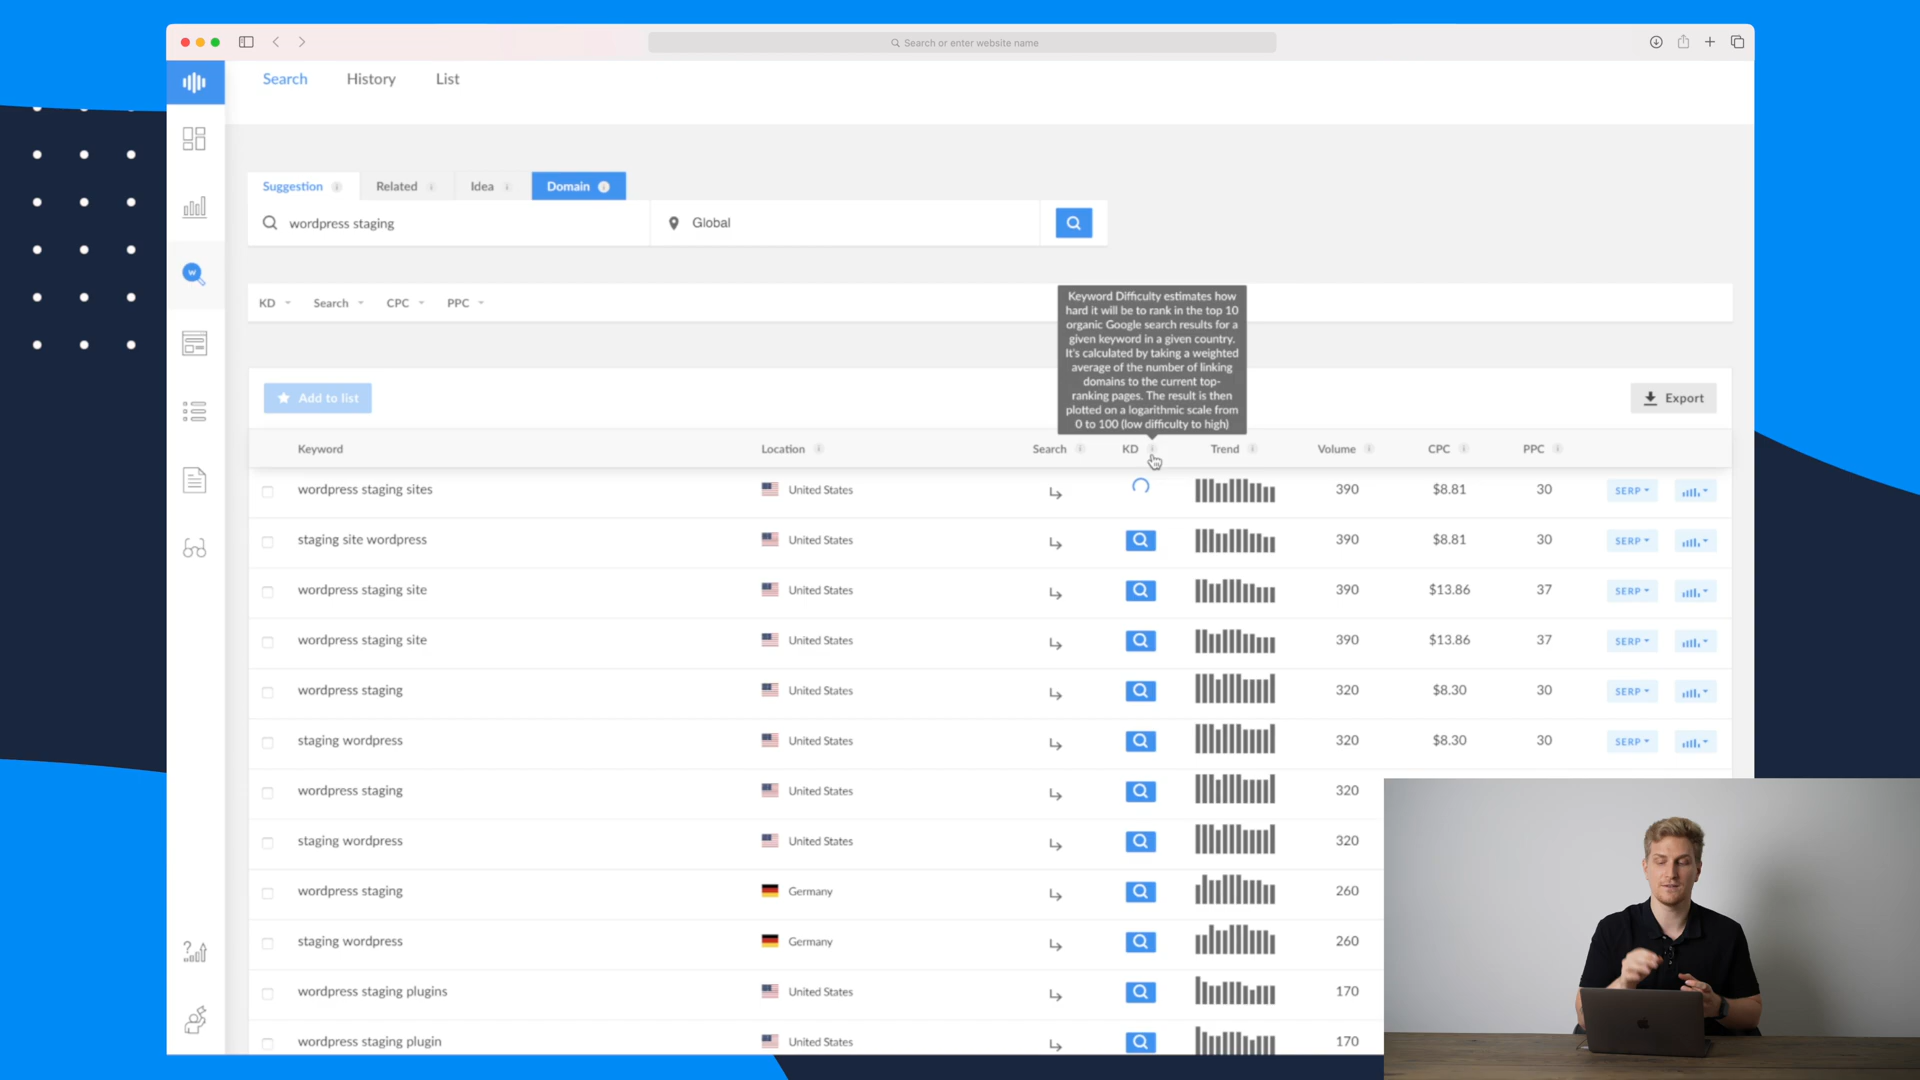 Search or enter website name
Search History List
Suggestion Related Idea Domain
wordpress staging Global
KD Search CPC PPC
Keyword Difficulty estimates how
hard it will be to rank in the top 10
organic Google search results for a
given keyword in a given country.
It's calculated by taking a weighted
average of the number of linking
domains to the current top-
ranking pages. The result is then
plotted on a logarithmic scale from
0 to 100 (low difficulty to high)
Add to list Export
Keyword Location Search KD Trend Volume CPC PPC
wordpress staging sites United States 390 $8.81 30 SERP
staging site wordpress United States 390 $8.81 30 SERP
wordpress staging site United States 390 $13.86 37 SERP
wordpress staging site United States 390 $13.86 37 SERP
wordpress staging United States 320 $8.30 30 SERP
staging wordpress United States 320 $8.30 30 SERP
wordpress staging United States 320
staging wordpress United States 320
wordpress staging Germany 260
staging wordpress Germany 260
wordpress staging plugins United States 170
wordpress staging plugin United States 170